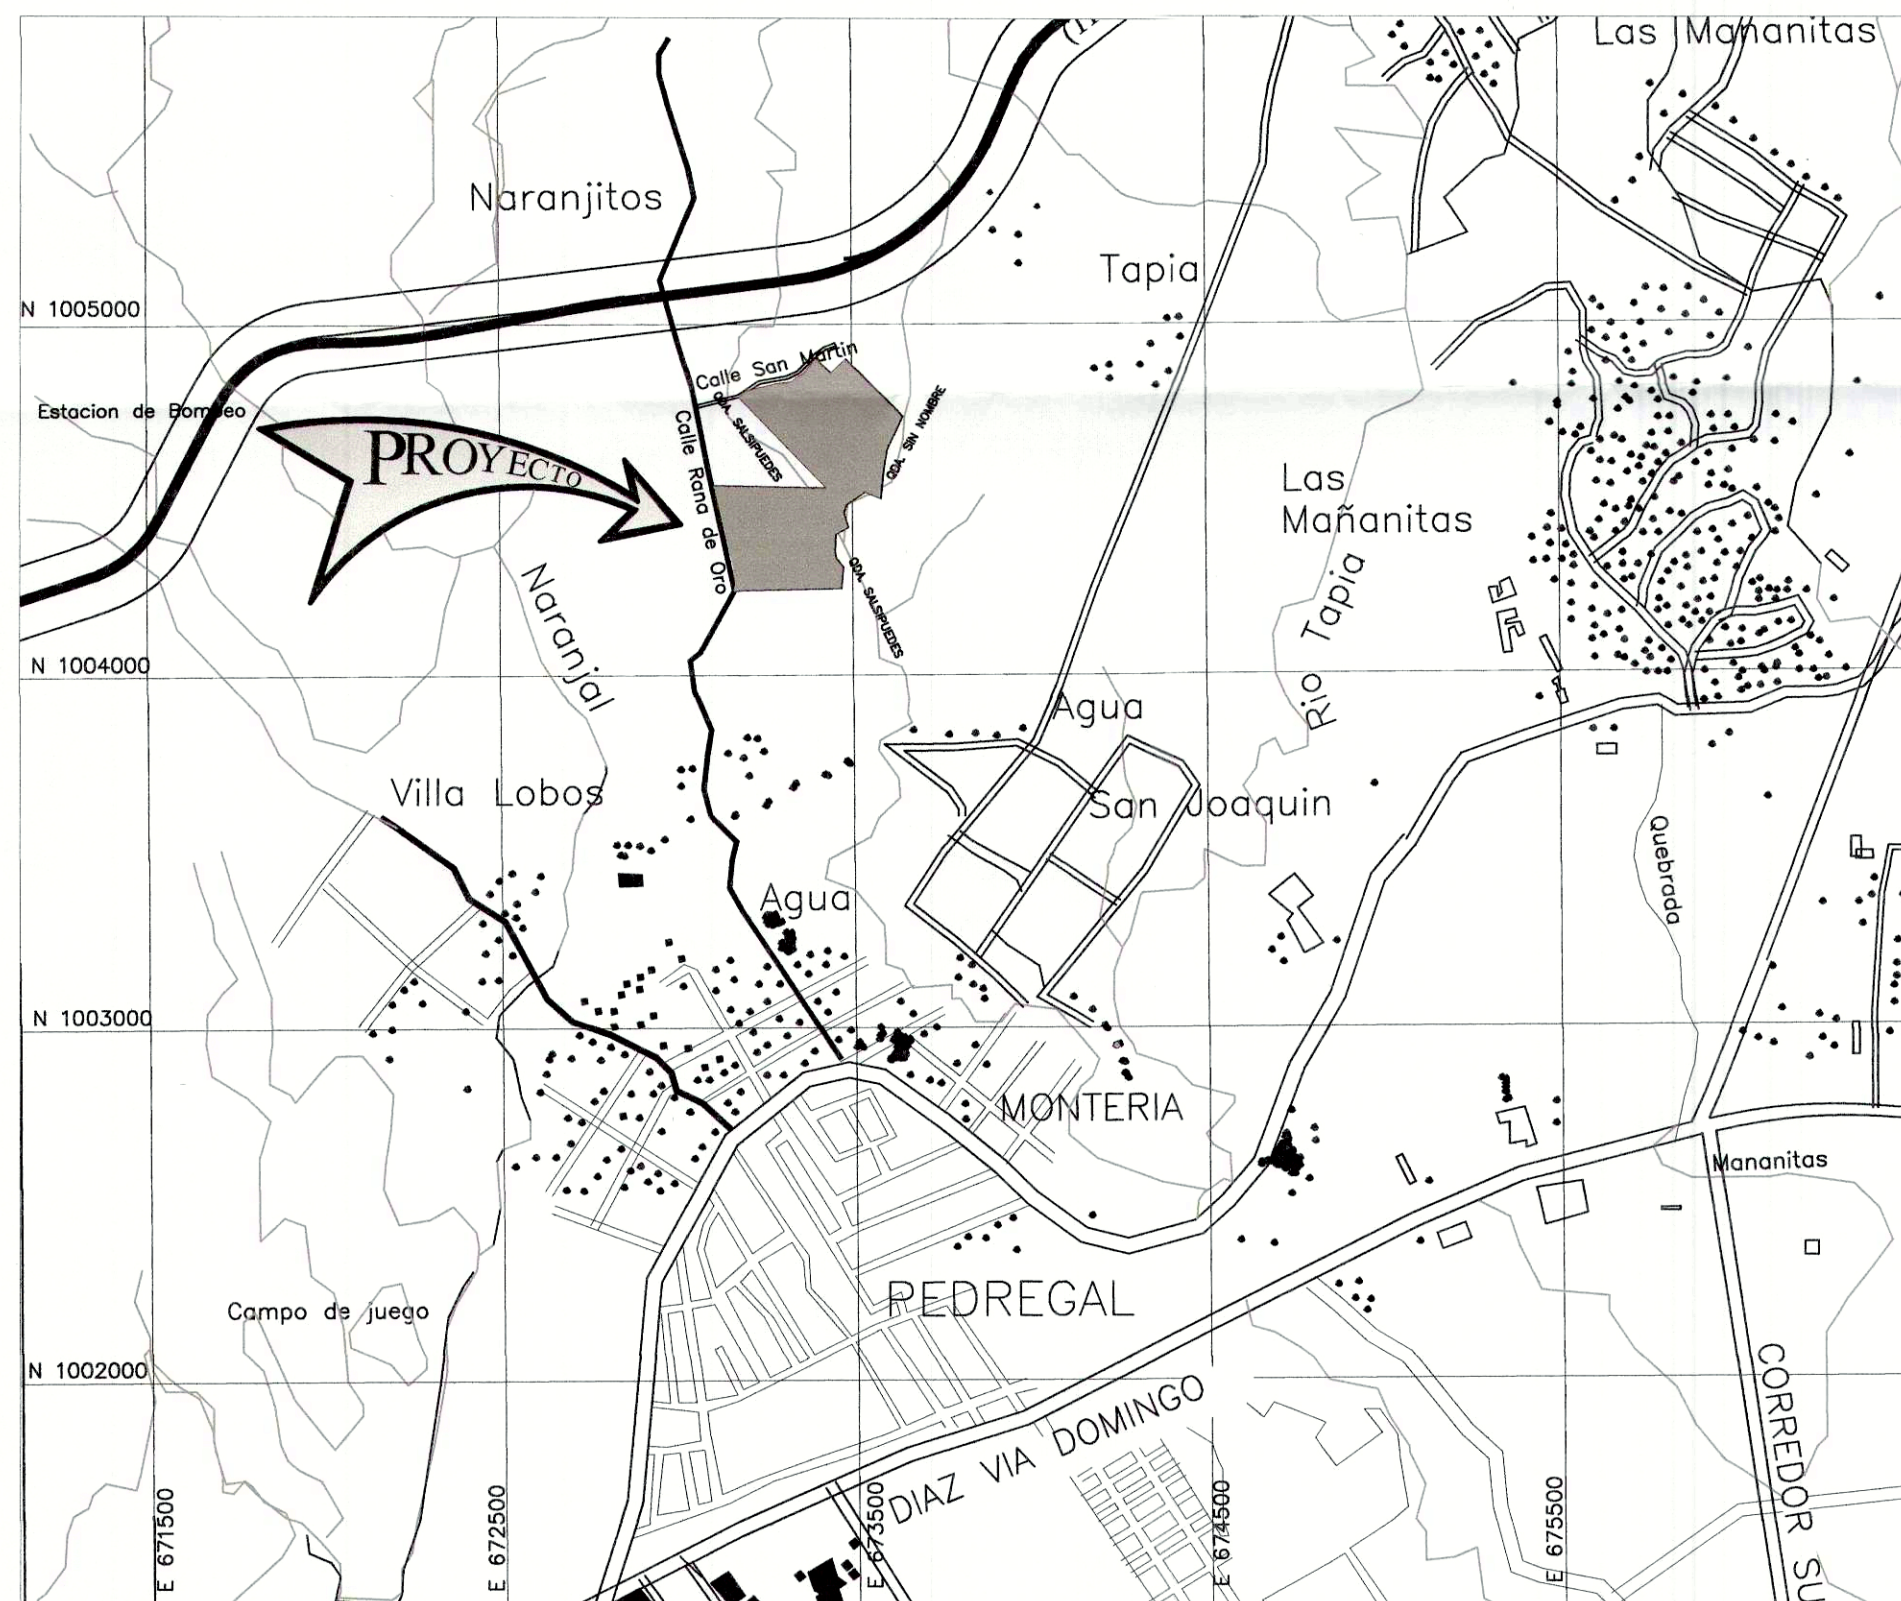 Las Mananitas
Naranjitos
Tapia
N 1005000
Calle San Martin
Estacion de Bombeo
PROYECTO
Calle Rana de Oro
QDA. SALSIPUEDES
QDA. SIN NOMBRE
Las
Mañanitas
Naranjal
QDA. SALSIPUEDES
Rio Tapia
N 1004000
Agua
Villa Lobos
San Joaquin
Quebrada
Agua
N 1003000
MONTERIA
Mananitas
PEDREGAL
Campo de juego
N 1002000
DIAZ VIA DOMINGO
CORREDOR SU
E 671500
E 672500
E 673500
E 674500
E 675500